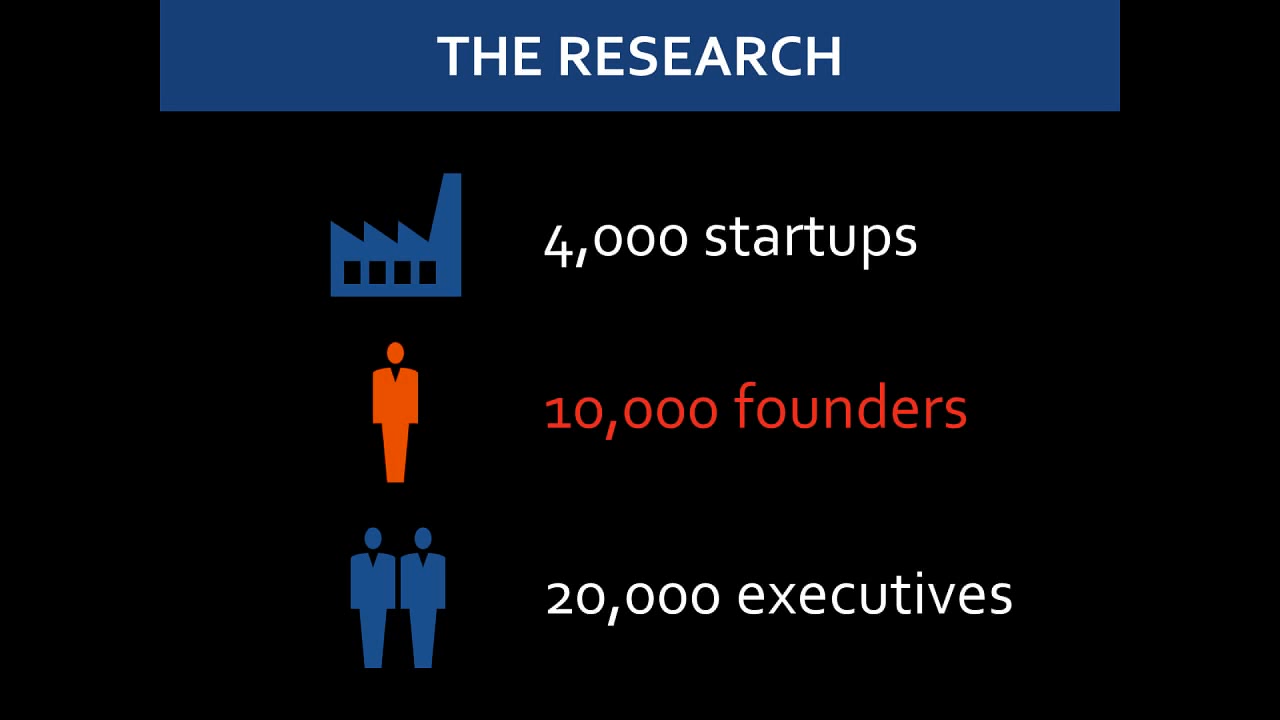 THE RESEARCH
4,000 startups
10,000 founders
20,000 executives